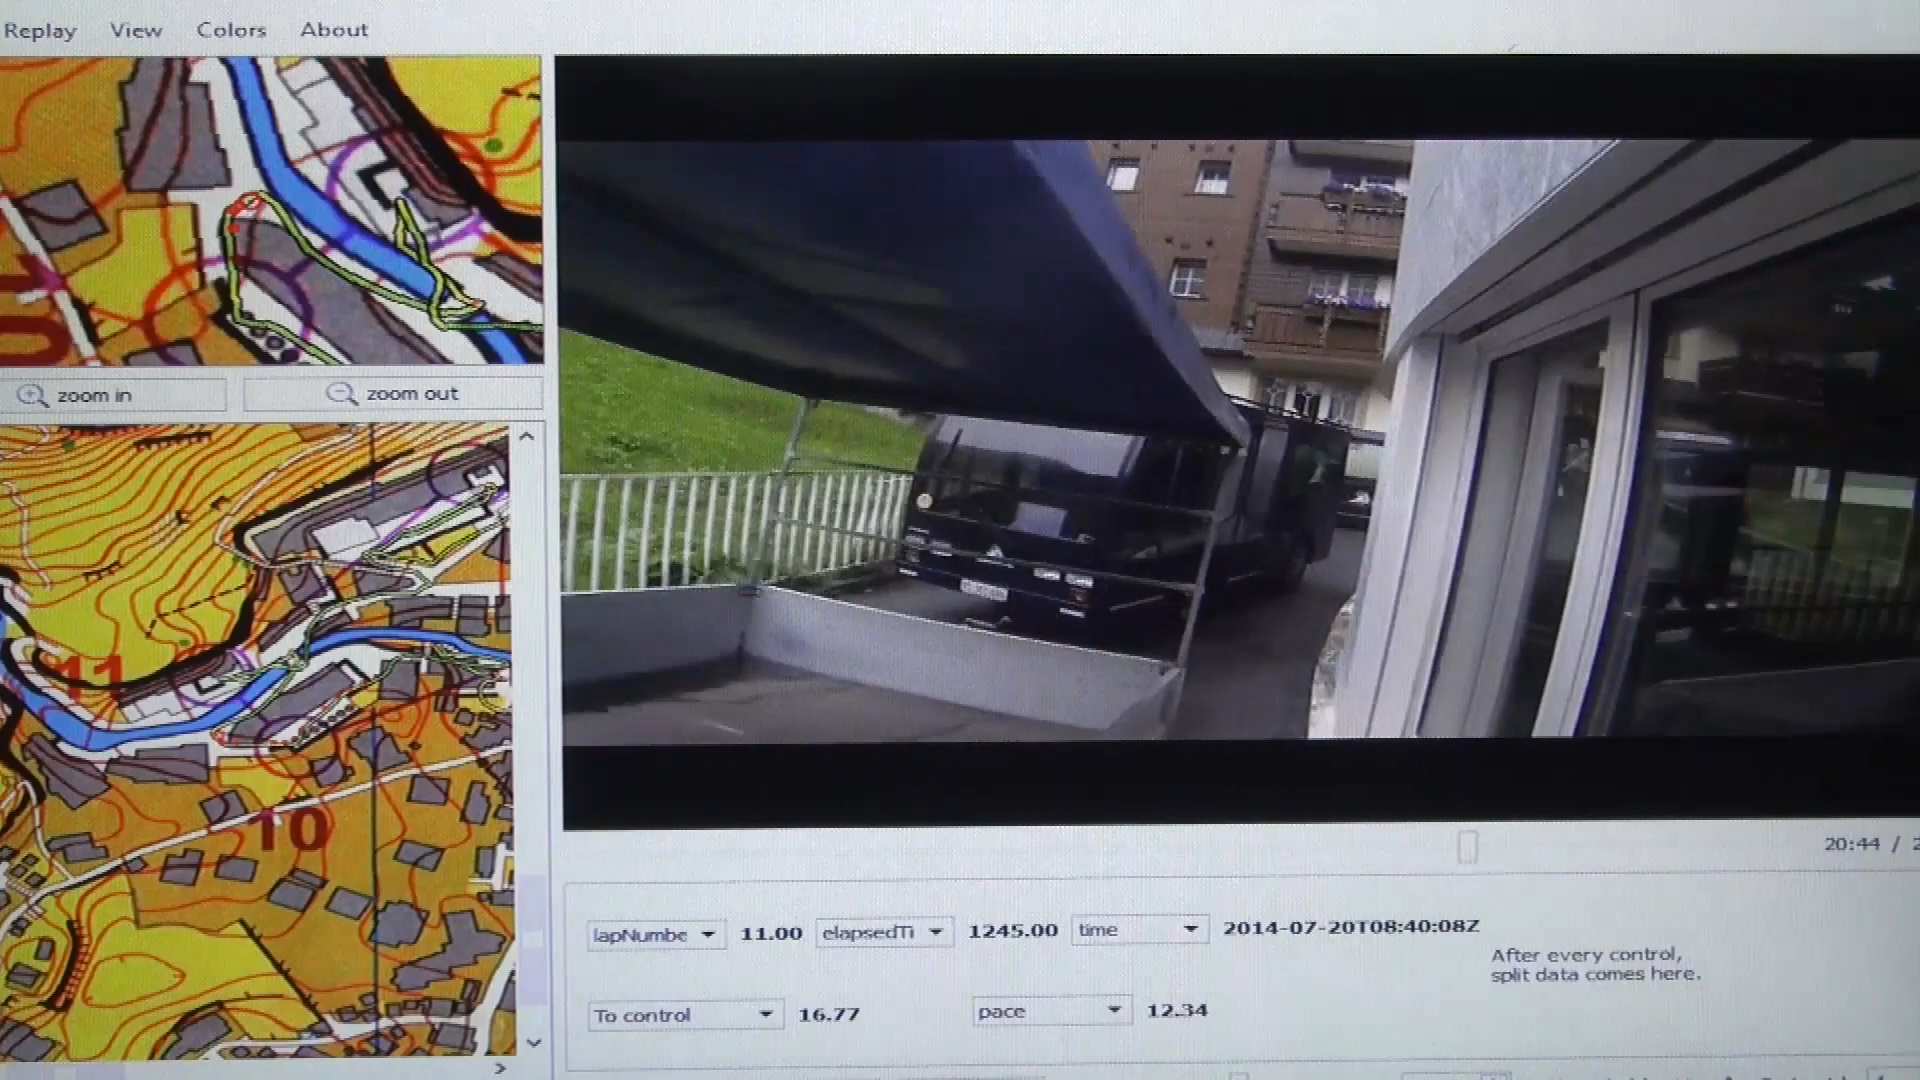 Replay View Colors About
zoom in zoom out
11
10
20:44 /
lapNumbe 11.00 elapsedTi 1245.00 time 2014-07-20T08:40:08Z
After every control,
split data comes here.
To control 16.77 pace 12.34